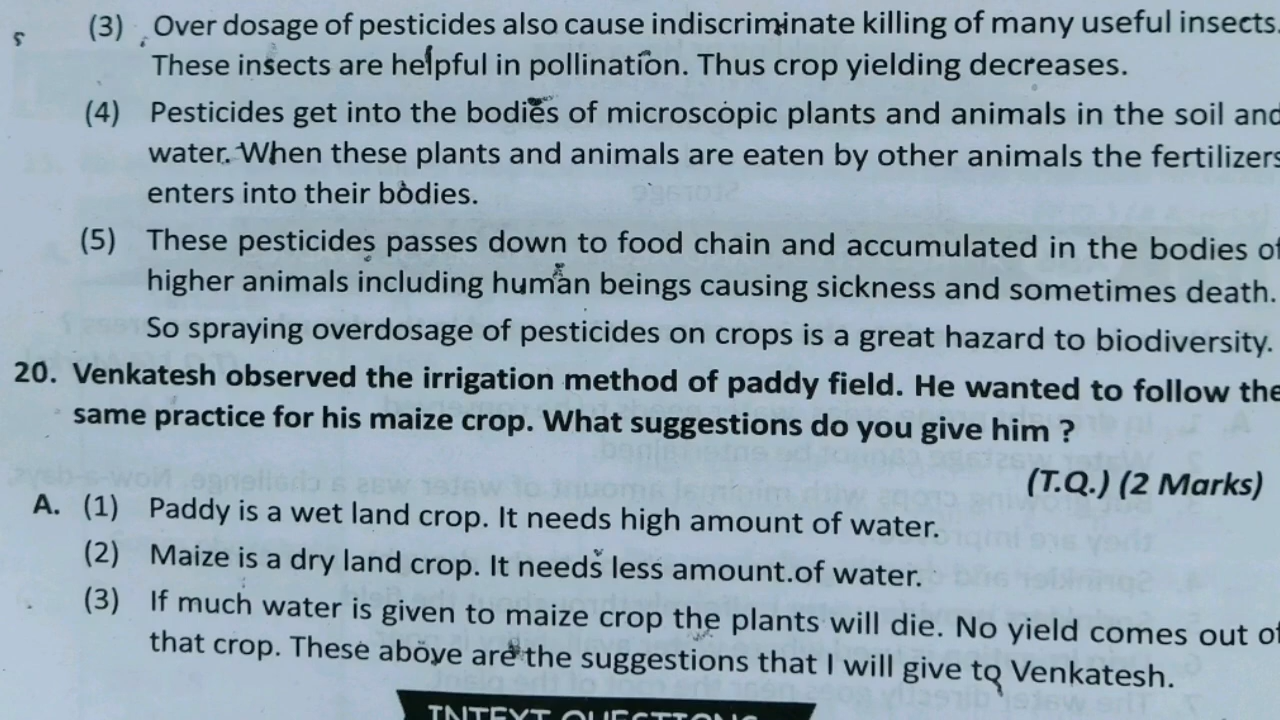 (3) Over dosage of pesticides also cause indiscriminate killing of many useful insects.
These insects are helpful in pollination. Thus crop yielding decreases.
(4) Pesticides get into the bodies of microscopic plants and animals in the soil and
water. When these plants and animals are eaten by other animals the fertilizers
enters into their bodies.
(5) These pesticides passes down to food chain and accumulated in the bodies of
higher animals including human beings causing sickness and sometimes death.
So spraying overdosage of pesticides on crops is a great hazard to biodiversity.
20. Venkatesh observed the irrigation method of paddy field. He wanted to follow the
same practice for his maize crop. What suggestions do you give him ?
(T.Q.) (2 Marks)
A. (1) Paddy is a wet land crop. It needs high amount of water.
(2) Maize is a dry land crop. It needs less amount of water.
(3) If much water is given to maize crop the plants will die. No yield comes out of
that crop. These above are the suggestions that I will give to Venkatesh.
INTEXT QUESTIONS